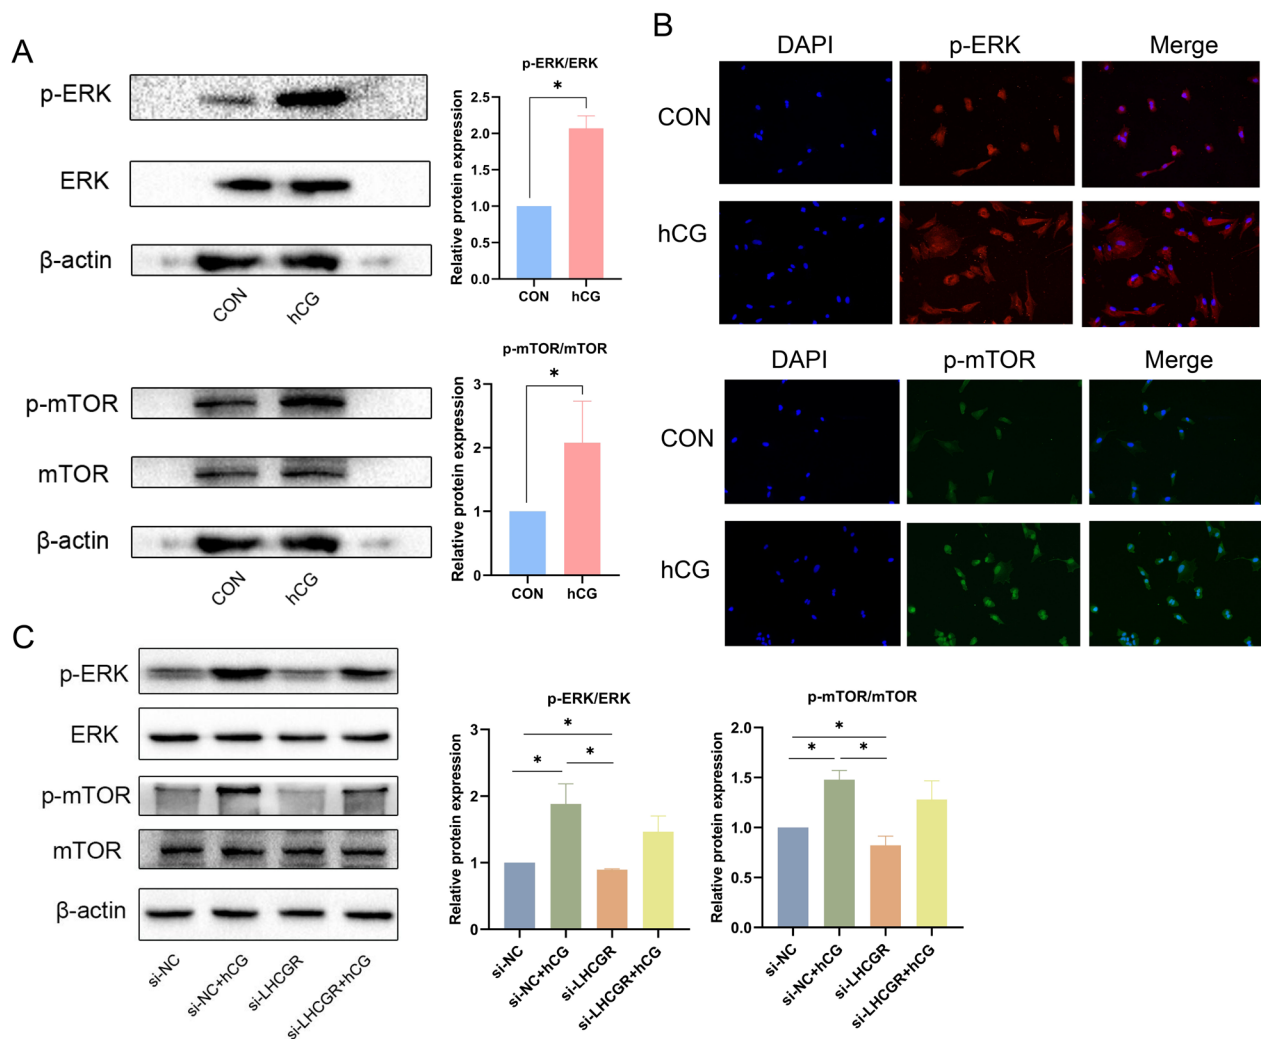 A
p-ERK
ERK
β-actin
CON
hCG
p-ERK/ERK
*
Relative protein expression
2.5
2.0
1.5
1.0
0.5
0.0
CON
hCG
p-mTOR
mTOR
β-actin
CON
hCG
p-mTOR/mTOR
*
Relative protein expression
3
2
1
0
CON
hCG
B
DAPI
p-ERK
Merge
CON
hCG
DAPI
p-mTOR
Merge
CON
hCG
C
p-ERK
ERK
p-mTOR
mTOR
β-actin
si-NC
si-NC+hCG
si-LHCGR
si-LHCGR+hCG
p-ERK/ERK
*
*
*
Relative protein expression
3
2
1
0
si-NC
si-NC+hCG
si-LHCGR
si-LHCGR+hCG
p-mTOR/mTOR
*
*
*
Relative protein expression
2.0
1.5
1.0
0.5
0.0
si-NC
si-NC+hCG
si-LHCGR
si-LHCGR+hCG